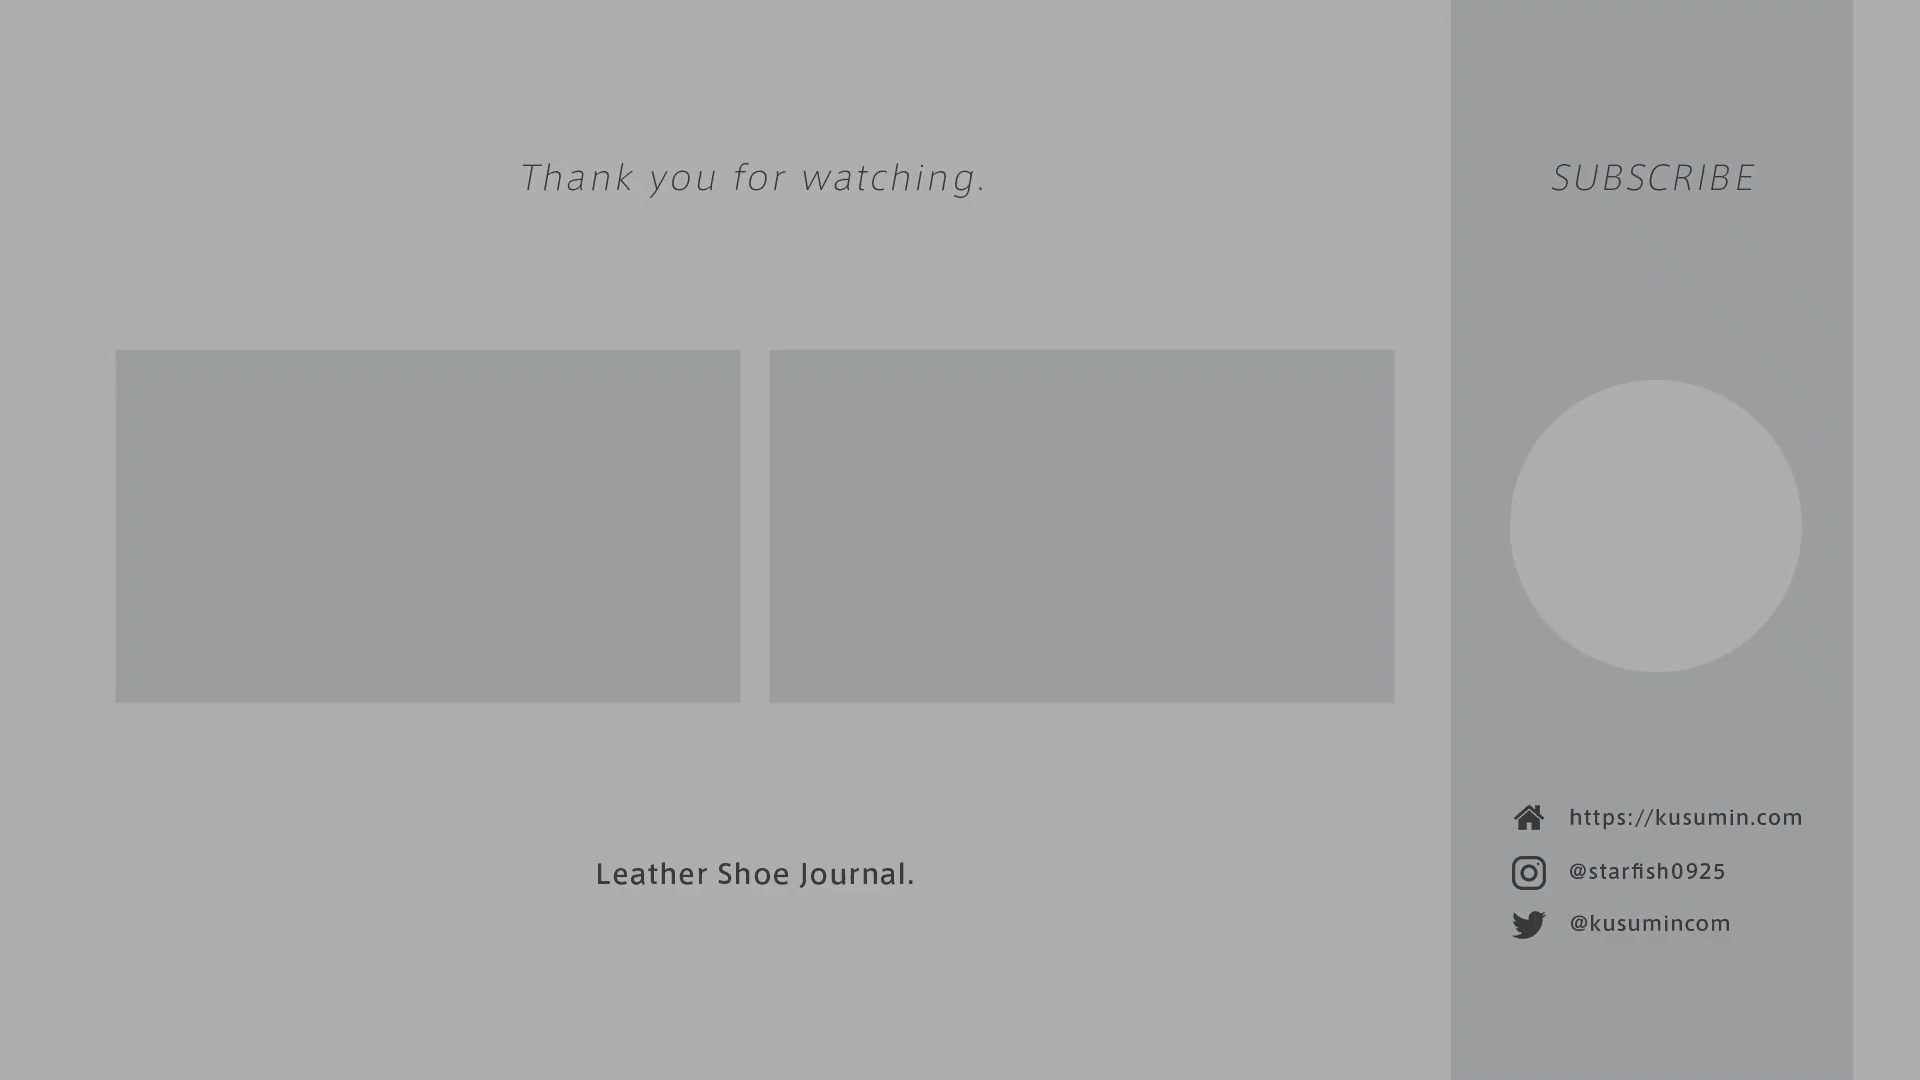 Thank you for watching.
SUBSCRIBE
Leather Shoe Journal.
https://kusumin.com
@starfish0925
@kusumincom